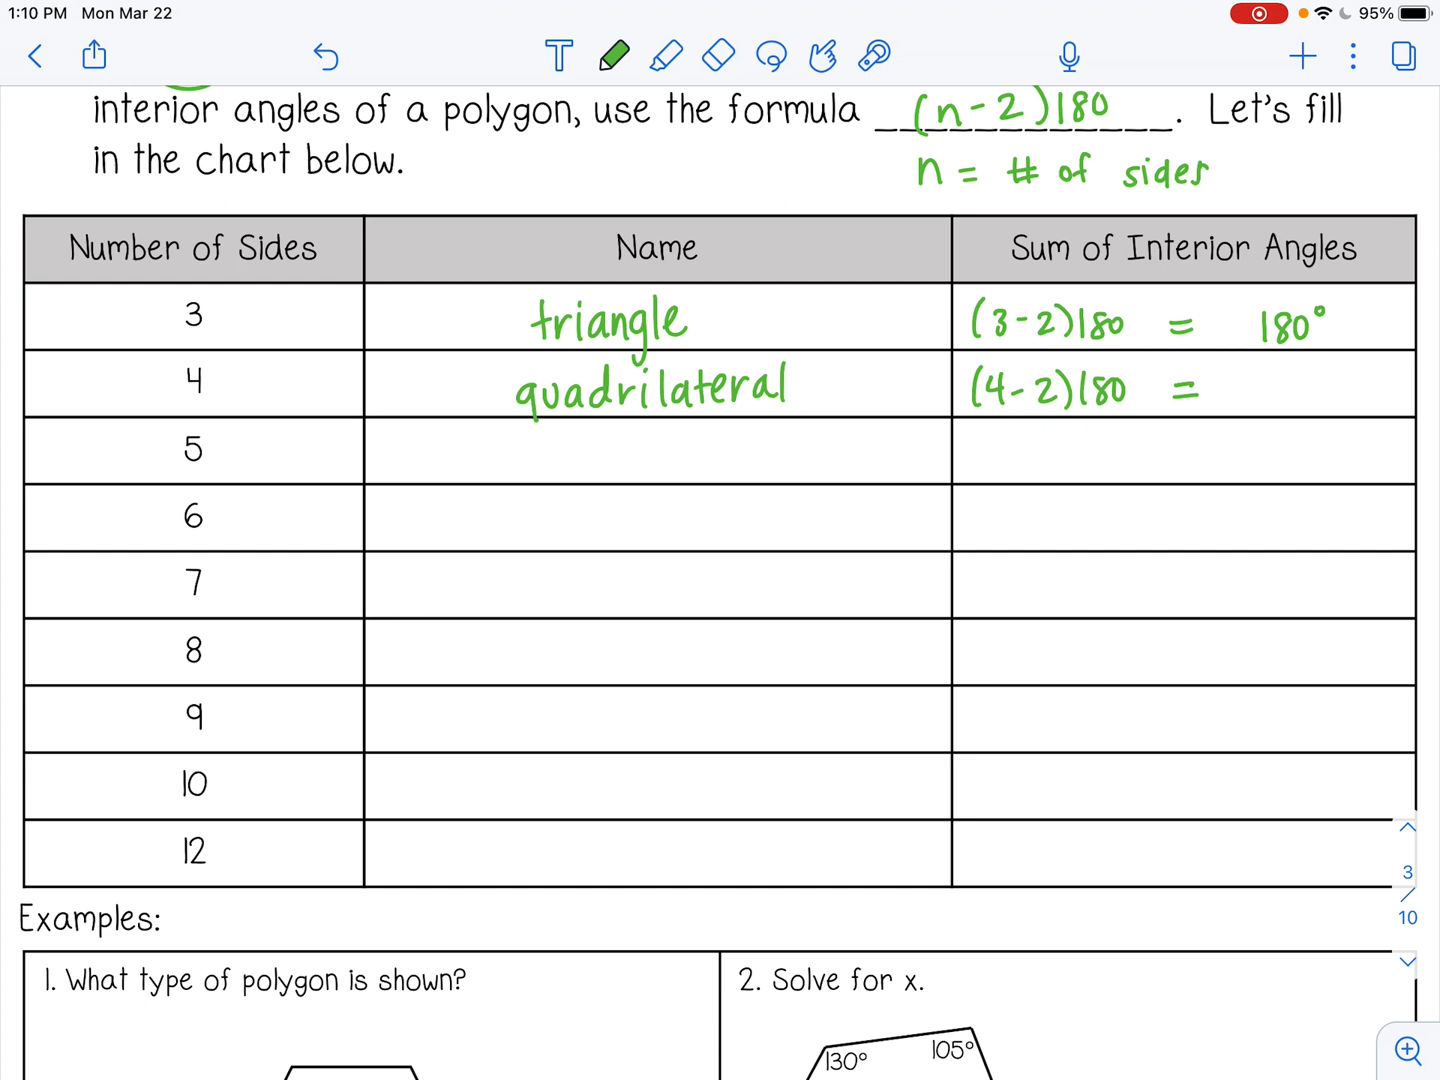 1:10 PM Mon Mar 22 95%
T
interior angles of a polygon, use the formula (n-2)180. Let's fill
in the chart below. n = # of sides
Number of Sides Name Sum of Interior Angles
3 triangle (3-2)180 = 180°
4 quadrilateral (4-2)180 =
5
6
7
8
9
10
12
3
/
10
Examples:
1. What type of polygon is shown? 2. Solve for x.
130° 105°